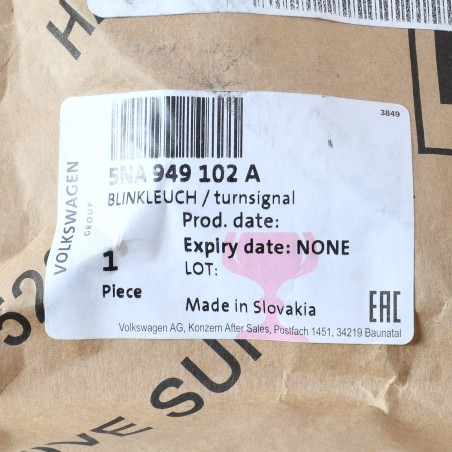 3849
VOLKSWAGEN
GROUP
5NA 949 102 A
BLINKLEUCH / turnsignal
Prod. date:
Expiry date: NONE
1
LOT:
Piece
Made in Slovakia
EAC
Volkswagen AG, Konzern After Sales, Postfach 1451, 34219 Baunatal